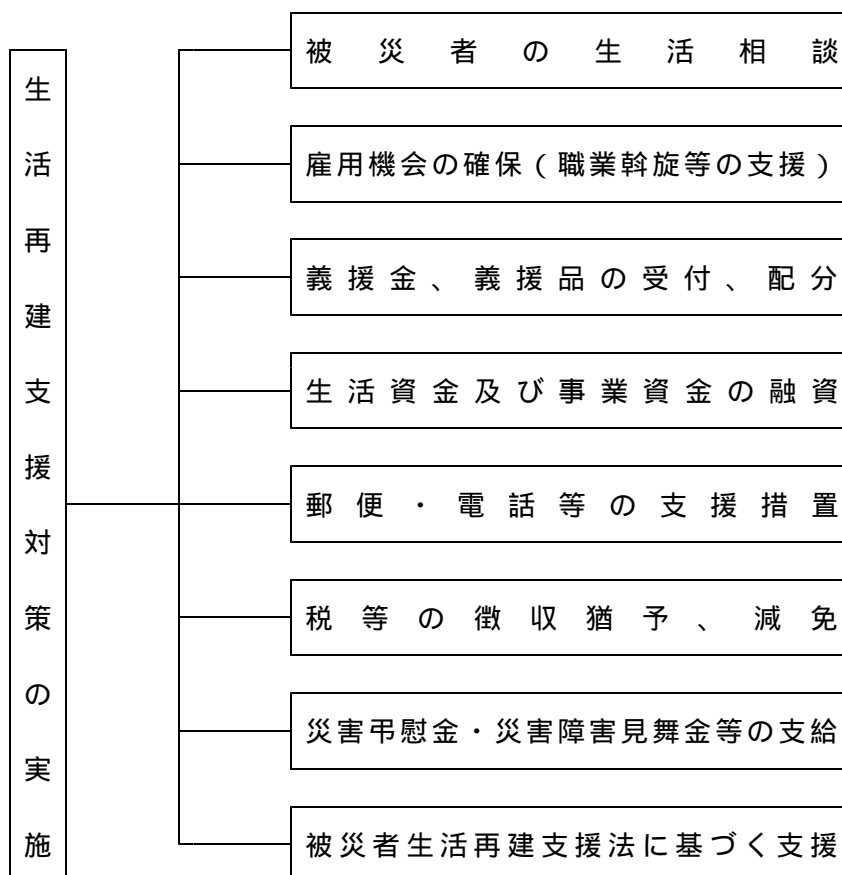 生活再建支援対策の実施
被災者の生活相談
雇用機会の確保（職業斡旋等の支援）
義援金、義援品の受付、配分
生活資金及び事業資金の融資
郵便・電話等の支援措置
税等の徴収猶予、減免
災害弔慰金・災害障害見舞金等の支給
被災者生活再建支援法に基づく支援